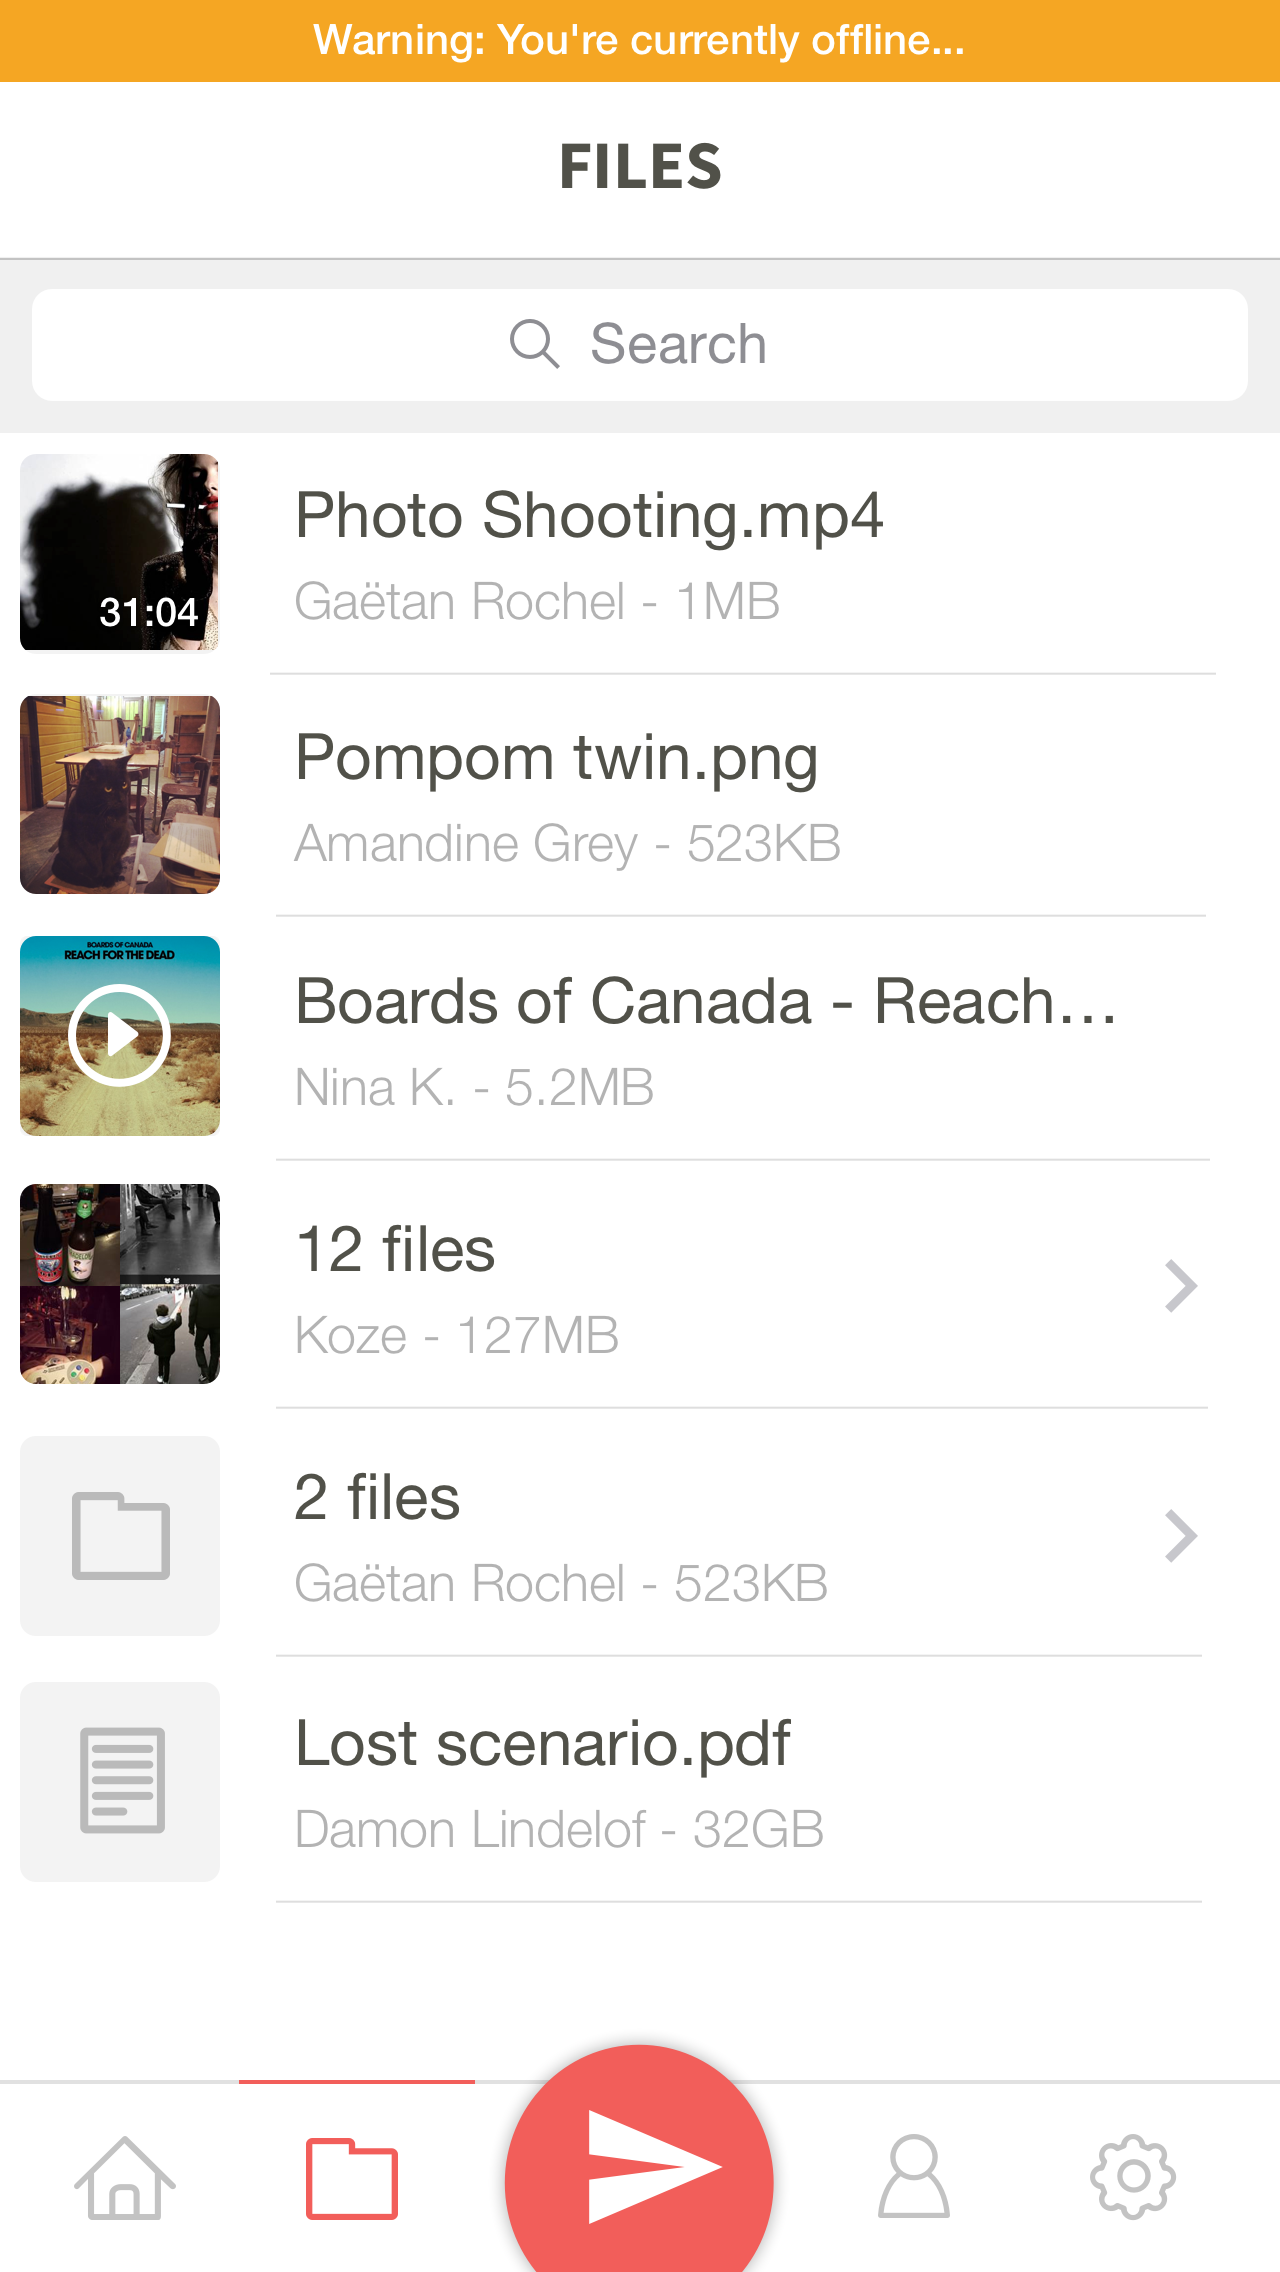 Warning: You're currently offline...
FILES
Search
31:04
Photo Shooting.mp4
Gaëtan Rochel - 1MB
Pompom twin.png
Amandine Grey - 523KB
BOARDS OF CANADA
REACH FOR THE DEAD
Boards of Canada - Reach...
Nina K. - 5.2MB
12 files
Koze - 127MB
2 files
Gaëtan Rochel - 523KB
Lost scenario.pdf
Damon Lindelof - 32GB